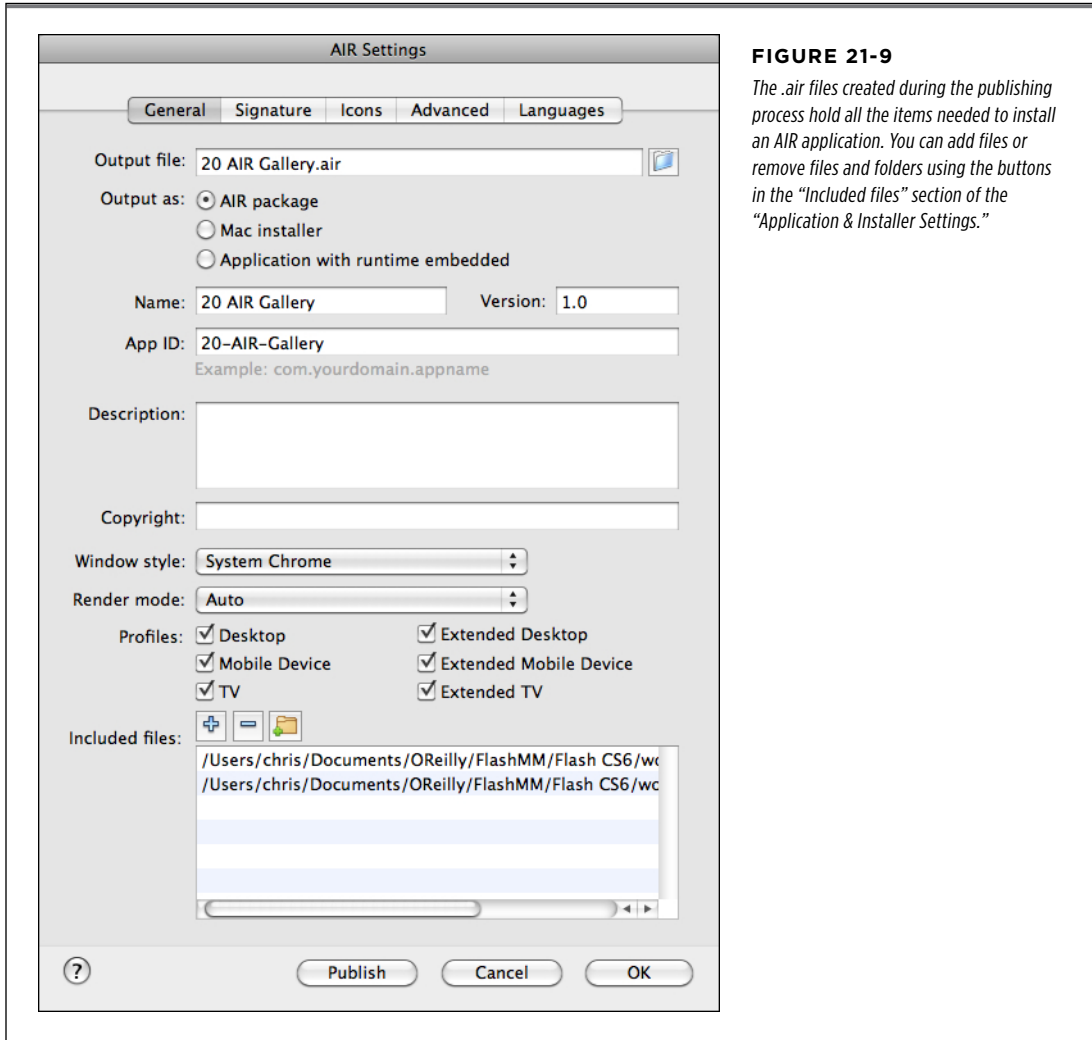 AIR Settings
General Signature Icons Advanced Languages
Output file: 20 AIR Gallery.air
Output as: AIR package
Mac installer
Application with runtime embedded
Name: 20 AIR Gallery Version: 1.0
App ID: 20-AIR-Gallery
Example: com.yourdomain.appname
Description:
Copyright:
Window style: System Chrome
Render mode: Auto
Profiles: Desktop Extended Desktop
Mobile Device Extended Mobile Device
TV Extended TV
Included files:
/Users/chris/Documents/OReilly/FlashMM/Flash CS6/wo
/Users/chris/Documents/OReilly/FlashMM/Flash CS6/wo
? Publish Cancel OK
FIGURE 21-9
The .air files created during the publishing
process hold all the items needed to install
an AIR application. You can add files or
remove files and folders using the buttons
in the “Included files” section of the
“Application & Installer Settings.”